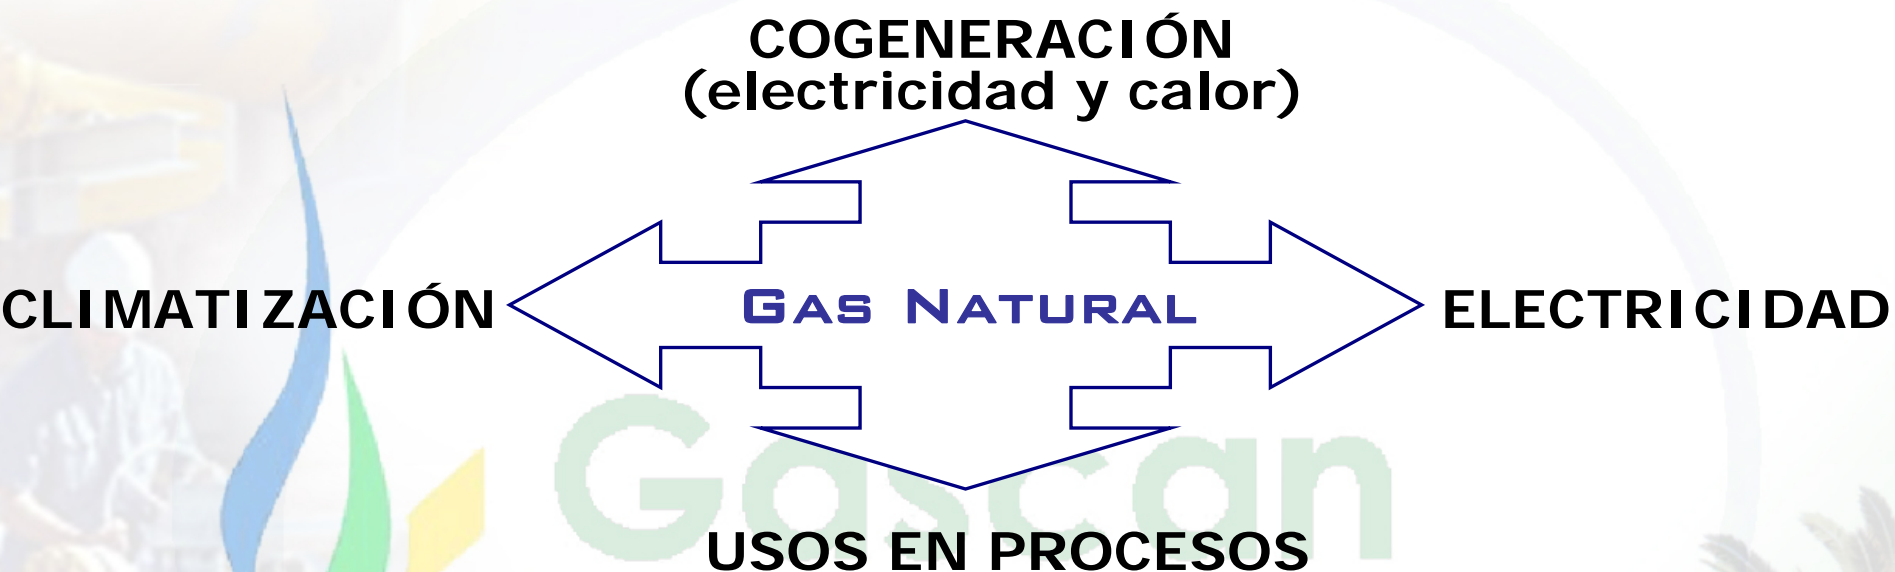 COGENERACIÓN
(electricidad y calor)
CLIMATIZACIÓN
GAS NATURAL
ELECTRICIDAD
Gascan
USOS EN PROCESOS